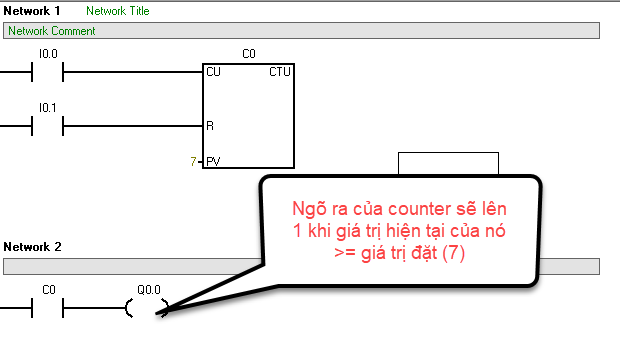 Network 1 Network Title
Network Comment
I0.0 C0
CU CTU
I0.1
R
7 PV
Ngõ ra của counter sẽ lên
1 khi giá trị hiện tại của nó
>= giá trị đặt (7)
Network 2
C0 Q0.0